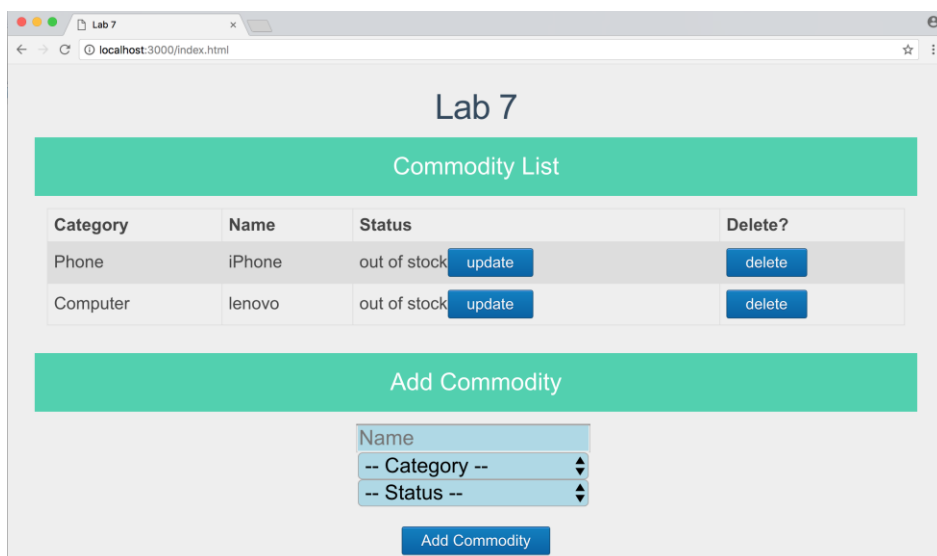 Lab 7
localhost:3000/index.html
Lab 7
Commodity List
Category Name Status Delete?
Phone iPhone out of stock update delete
Computer lenovo out of stock update delete
Add Commodity
Name
-- Category --
-- Status --
Add Commodity